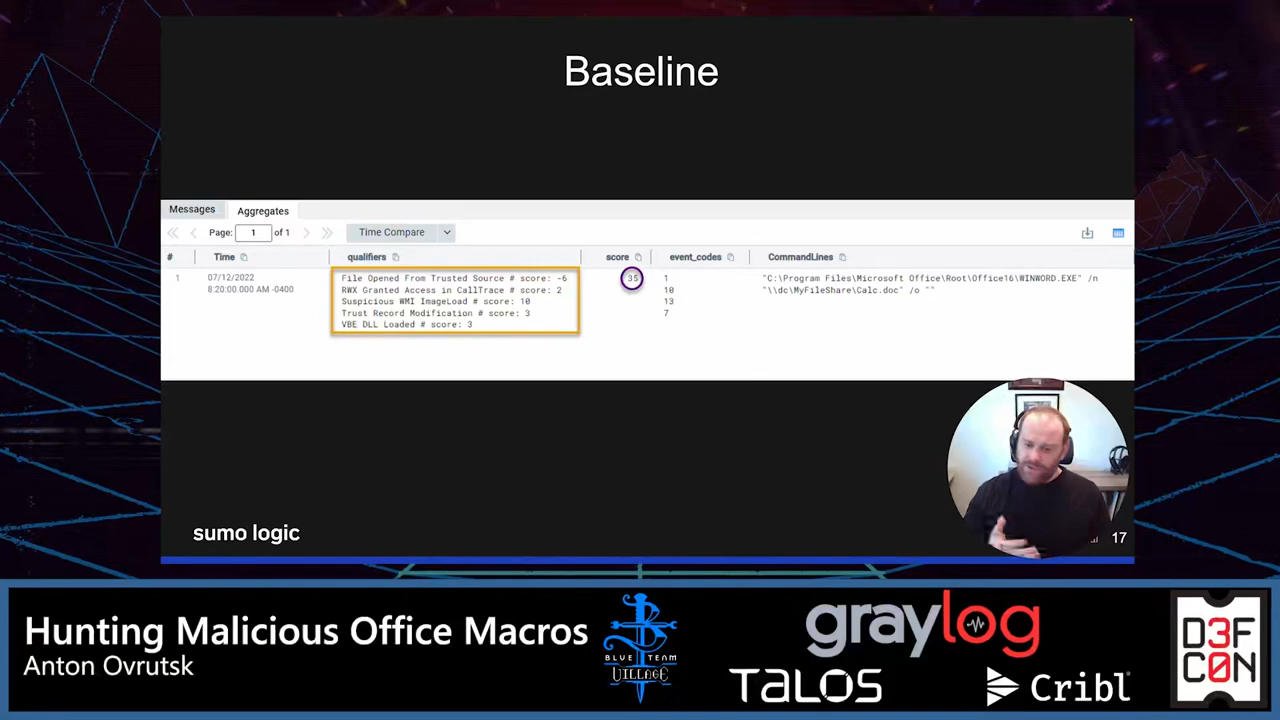 Baseline
Messages
Aggregates
Page: 1 of 1
Time Compare
# Time qualifiers score event_codes CommandLines
1
07/12/2022
8:20:00.000 AM -0400
File Opened From Trusted Source # score: -6
RWX Granted Access in CallTrace # score: 2
Suspicious WMI ImageLoad # score: 10
Trust Record Modification # score: 3
VBE DLL Loaded # score: 3
35
1
10
13
7
"C:\Program Files\Microsoft Office\Root\Office16\WINWORD.EXE" /n
"\\dc\MyFileShare\Calc.doc" /o ""
sumo logic
17
Hunting Malicious Office Macros
Anton Ovrutsk
BLUE TEAM
VILLAGE
graylog
TALOS
Cribl
D3F
C0N